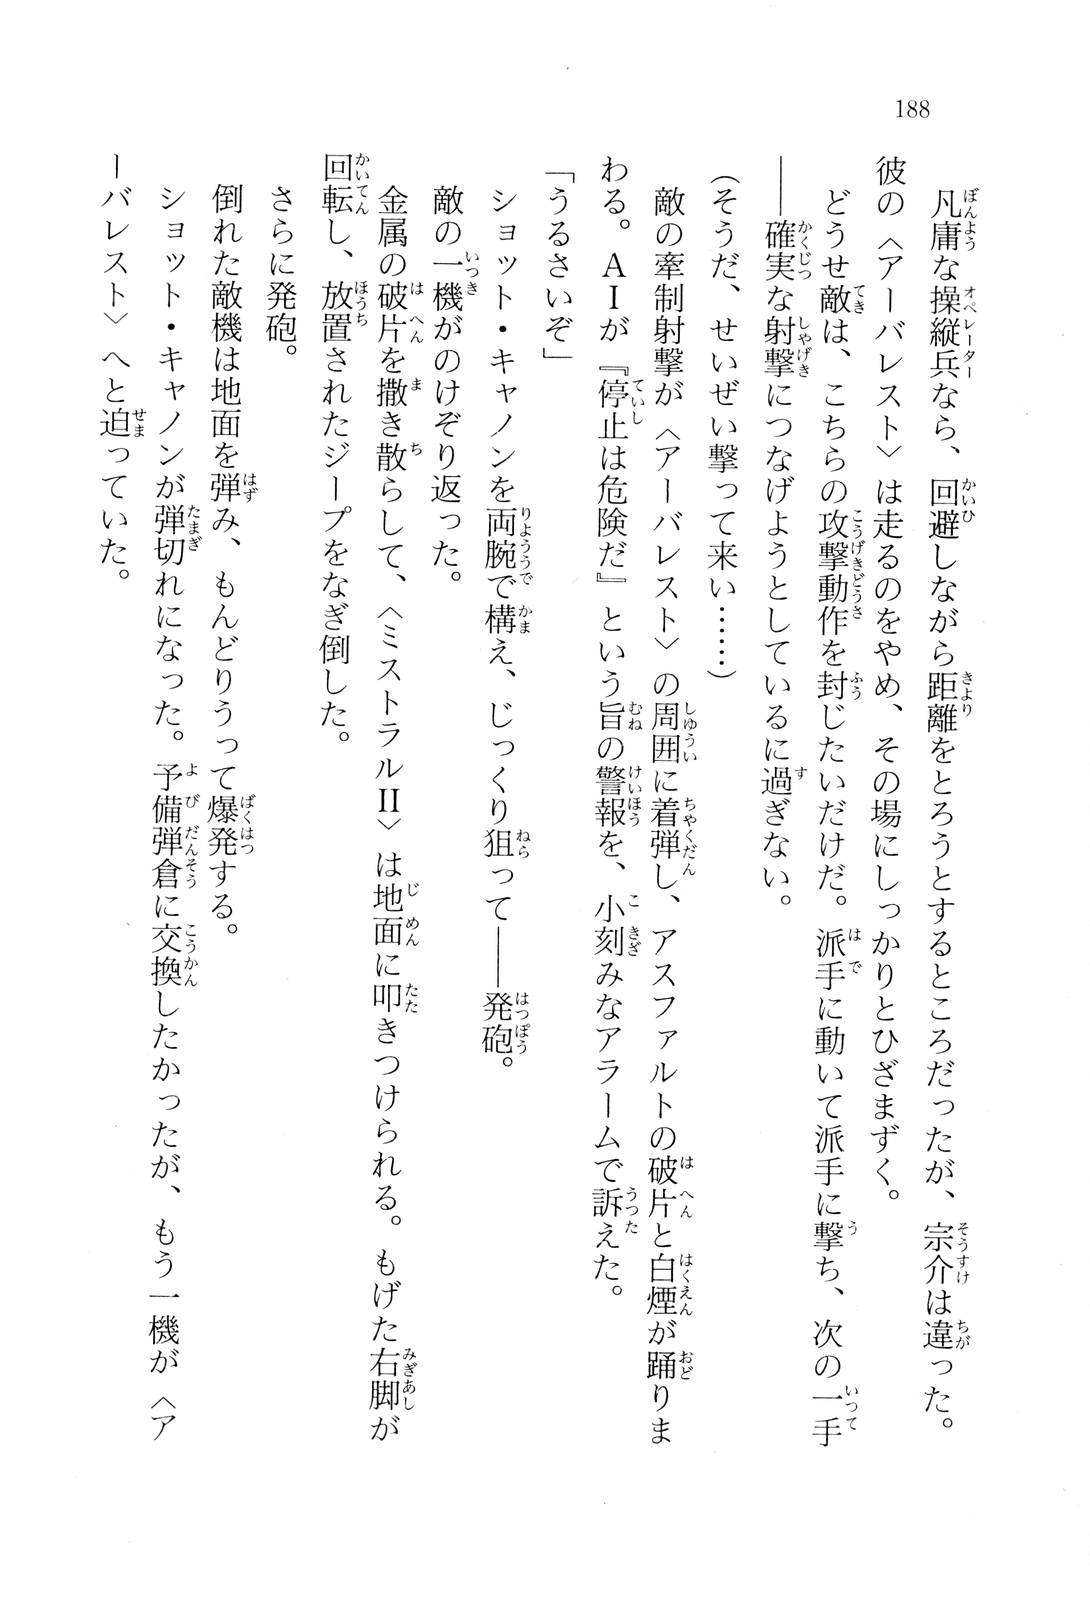 188
凡庸な操縦兵なら、回避しながら距離をとろうとするところだったが、宗介は違った。
彼の〈アーバレスト〉は走るのをやめ、その場にしっかりとひざまずく。
どうせ敵は、こちらの攻撃動作を封じたいだけだ。派手に動いて派手に撃ち、次の一手
――確実な射撃につなげようとしているに過ぎない。
(そうだ、せいぜい撃って来い……)
敵の牽制射撃が〈アーバレスト〉の周囲に着弾し、アスファルトの破片と白煙が踊りま
わる。AIが『停止は危険だ』という旨の警報を、小刻みなアラームで訴えた。
「うるさいぞ」
ショット・キャノンを両腕で構え、じっくり狙って――発砲。
敵の一機がのけぞり返った。
金属の破片を撒き散らして、〈ミストラルII〉は地面に叩きつけられる。もげた右脚が
回転し、放置されたジープをなぎ倒した。
さらに発砲。
倒れた敵機は地面を弾み、もんどりうって爆発する。
ショット・キャノンが弾切れになった。予備弾倉に交換したかったが、もう一機が〈ア
ーバレスト〉へと迫っていた。